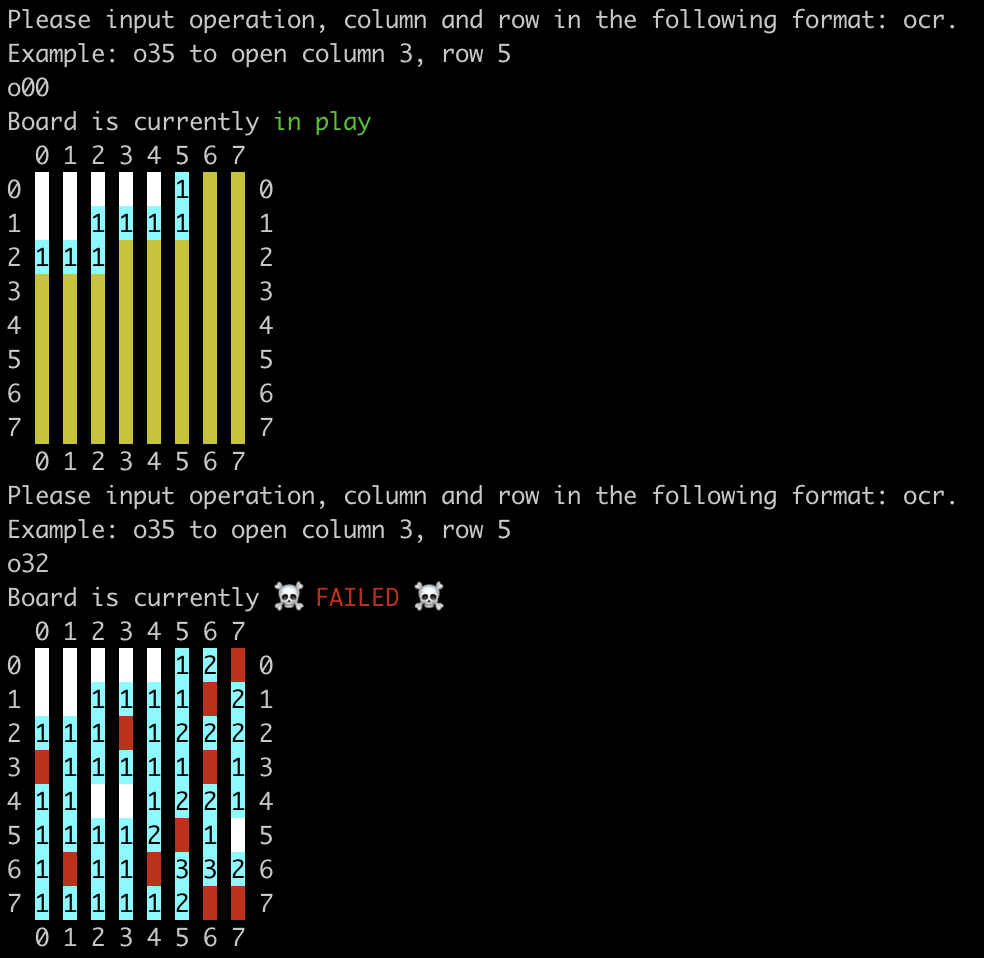 Please input operation, column and row in the following format: ocr.
Example: o35 to open column 3, row 5
o00
Board is currently in play
0 1 2 3 4 5 6 7
0 1 0
1 1 1 1 1 1
2 1 1 1 2
3 3
4 4
5 5
6 6
7 7
0 1 2 3 4 5 6 7
Please input operation, column and row in the following format: ocr.
Example: o35 to open column 3, row 5
o32
Board is currently ☠️ FAILED ☠️
0 1 2 3 4 5 6 7
0 1 2 0
1 1 1 1 1 2 1
2 1 1 1 1 2 2 2 2
3 1 1 1 1 1 1 3
4 1 1 1 2 2 1 4
5 1 1 1 1 2 1 5
6 1 1 1 3 3 2 6
7 1 1 1 1 1 2 7
0 1 2 3 4 5 6 7